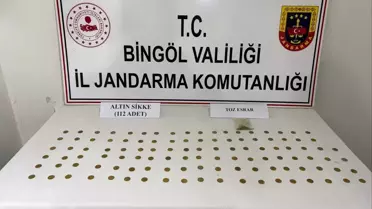 T.C.
BİNGÖL VALİLİĞİ
İL JANDARMA KOMUTANLIĞI
ALTIN SİKKE
(112 ADET)
TOZ ESRAR